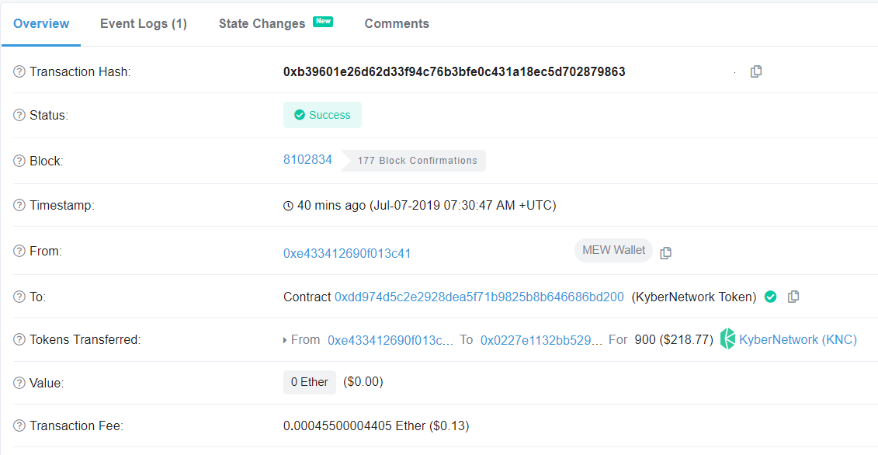 Overview Event Logs (1) State Changes New Comments
Transaction Hash: 0xb39601e26d62d33f94c76b3bfe0c431a18ec5d702879863
Status: Success
Block: 8102834 177 Block Confirmations
Timestamp: 40 mins ago (Jul-07-2019 07:30:47 AM +UTC)
From: 0xe433412690f013c41 MEW Wallet
To: Contract 0xdd974d5c2e2928dea5f71b9825b8b646686bd200 (KyberNetwork Token)
Tokens Transferred: From 0xe433412690f013c... To 0x0227e1132bb529... For 900 ($218.77) KyberNetwork (KNC)
Value: 0 Ether ($0.00)
Transaction Fee: 0.00045500004405 Ether ($0.13)